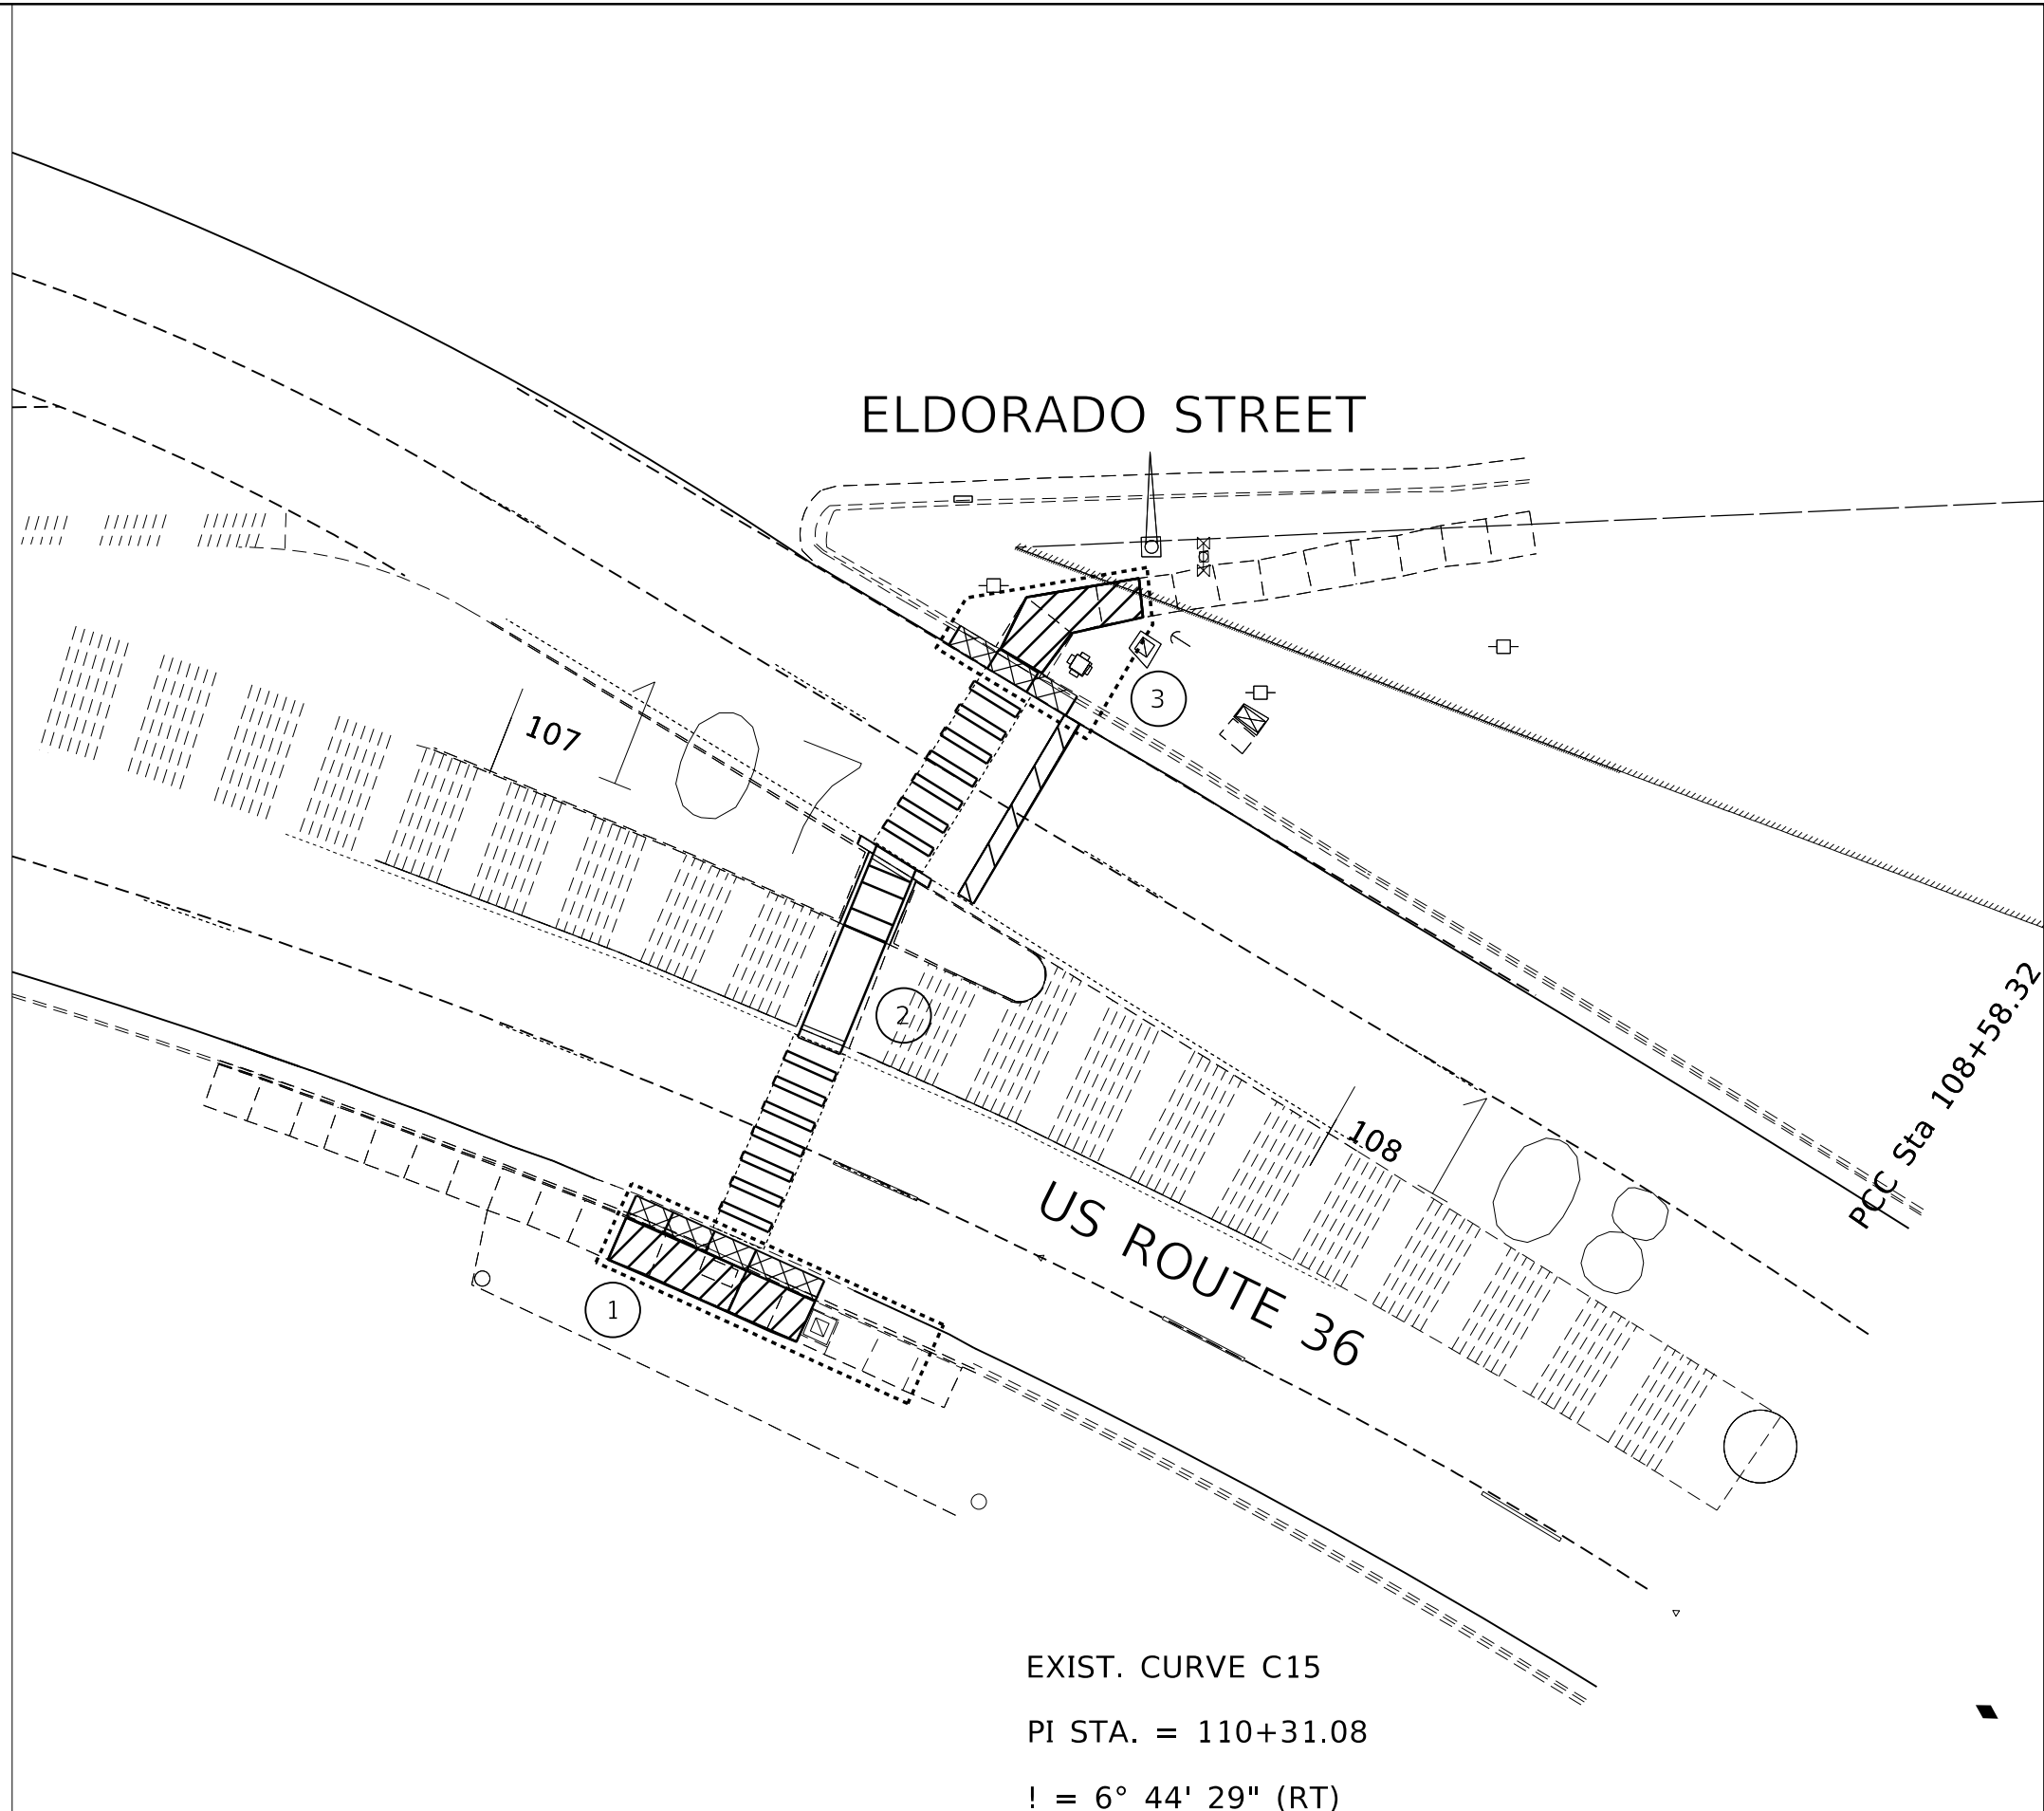 ELDORADO STREET
3
107
107
2
108
108
PCC Sta 108+58.32
US ROUTE 36
1
EXIST. CURVE C15
PI STA. = 110+31.08
! = 6° 44' 29" (RT)